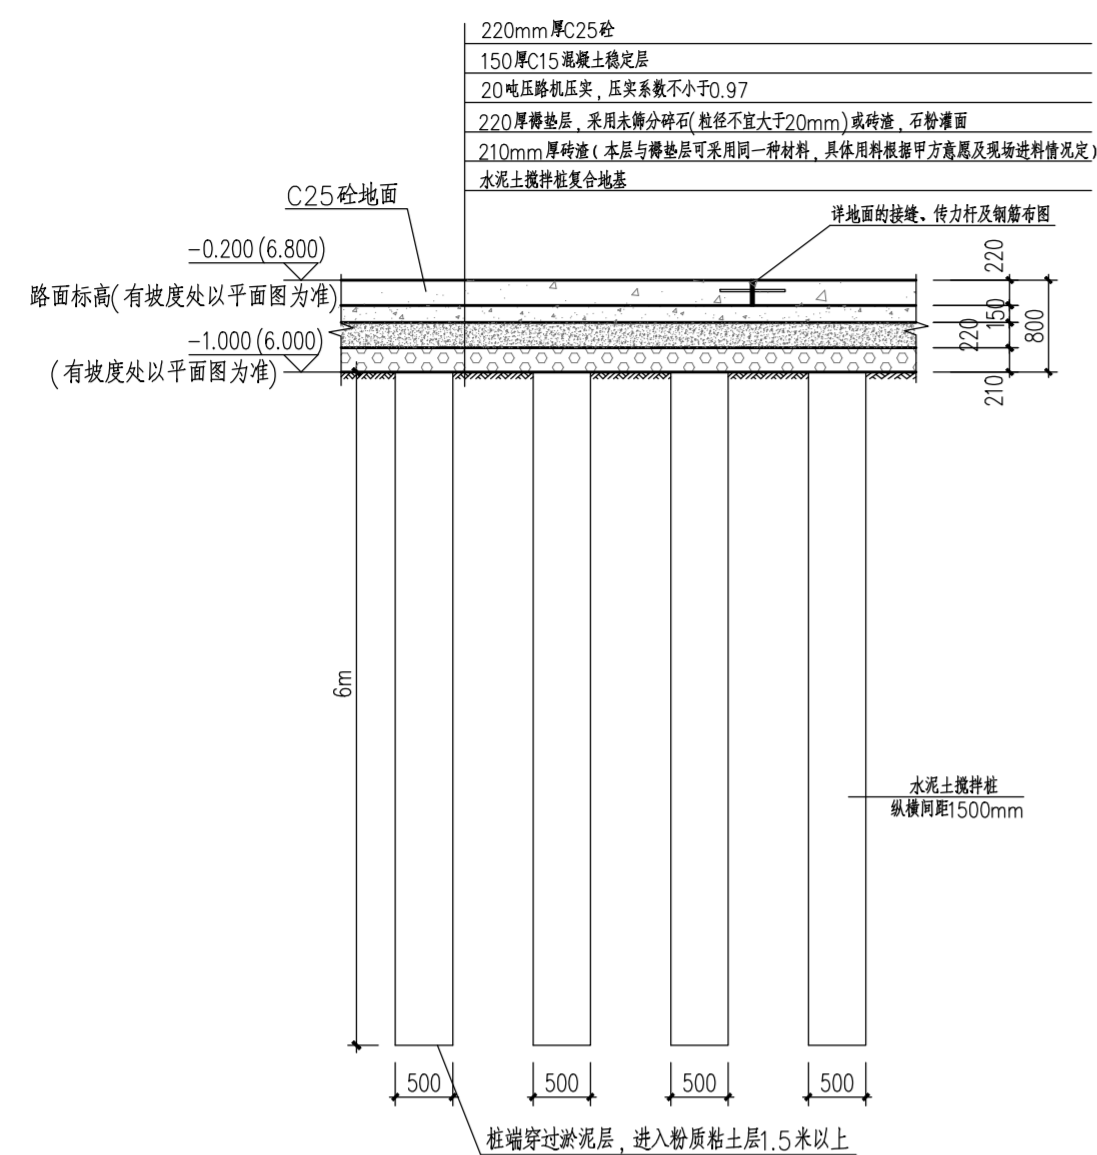 220mm厚C25砼
150厚C15混凝土稳定层
20吨压路机压实，压实系数不小于0.97
220厚褥垫层，采用未筛分碎石(粒径不宜大于20mm)或砖渣，石粉灌面
210mm厚砖渣(本层与褥垫层可采用同一种材料，具体用料根据甲方意愿及现场进料情况定)
水泥土搅拌桩复合地基
C25砼地面
详地面的接缝、传力杆及钢筋布图
-0.200(6.800)
路面标高(有坡度处以平面图为准)
-1.000(6.000)
(有坡度处以平面图为准)
220
150
220
210
800
6m
水泥土搅拌桩
纵横间距1500mm
500
500
500
500
桩端穿过淤泥层，进入粉质粘土层1.5米以上